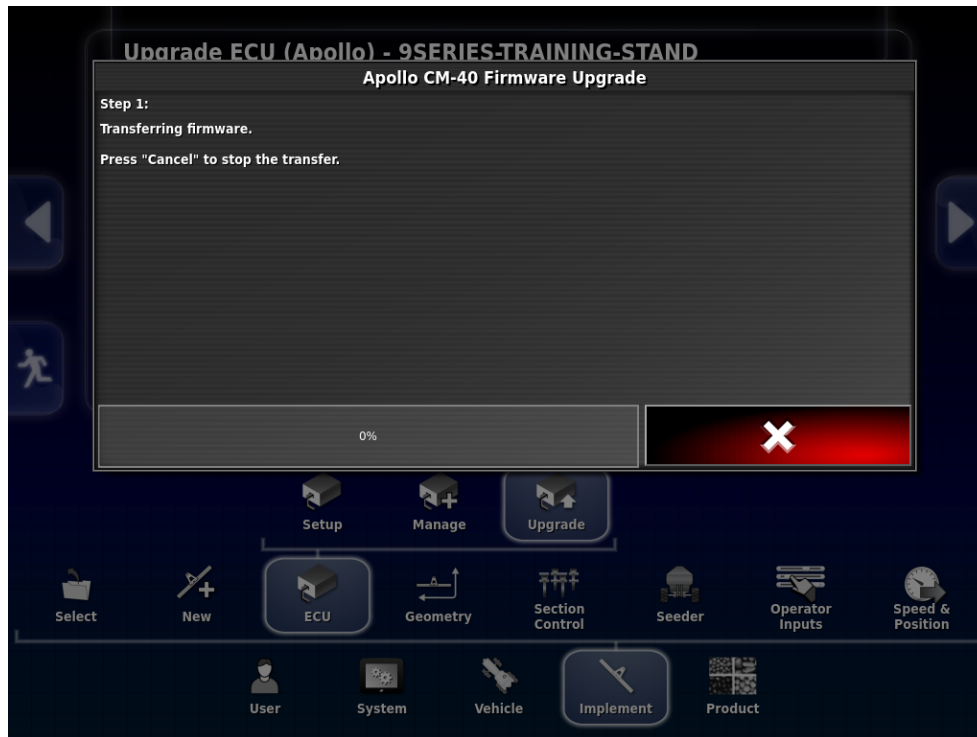 Upgrade ECU (Apollo) - 9SERIES-TRAINING-STAND
Apollo CM-40 Firmware Upgrade
Step 1:
Transferring firmware.
Press "Cancel" to stop the transfer.
0%
Setup
Manage
Upgrade
Select
New
ECU
Geometry
Section
Control
Seeder
Operator
Inputs
Speed &
Position
User
System
Vehicle
Implement
Product